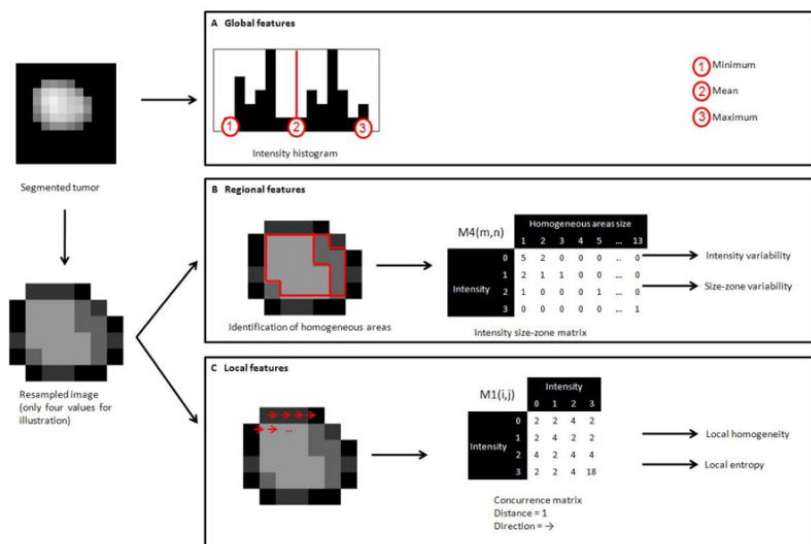 A Global features
1 Minimum
2 Mean
3 Maximum
1 2 3
Intensity histogram
Segmented tumor
B Regional features
M4(m,n)
Homogeneous areas size
1 2 3 4 5 ... 13
0 5 2 0 0 0 .. 0
1 2 1 1 0 0 ... 0
Intensity
2 1 0 0 0 1 ... 0
3 0 0 0 0 0 ... 1
Intensity variability
Size-zone variability
Identification of homogeneous areas
Intensity size-zone matrix
Resampled image
(only four values for
illustration)
C Local features
...
M1(i,j)
Intensity
0 1 2 3
0 2 2 4 2
1 2 4 2 2
Intensity
2 4 2 4 4
3 2 2 4 18
Local homogeneity
Local entropy
Concurrence matrix
Distance = 1
Direction = →